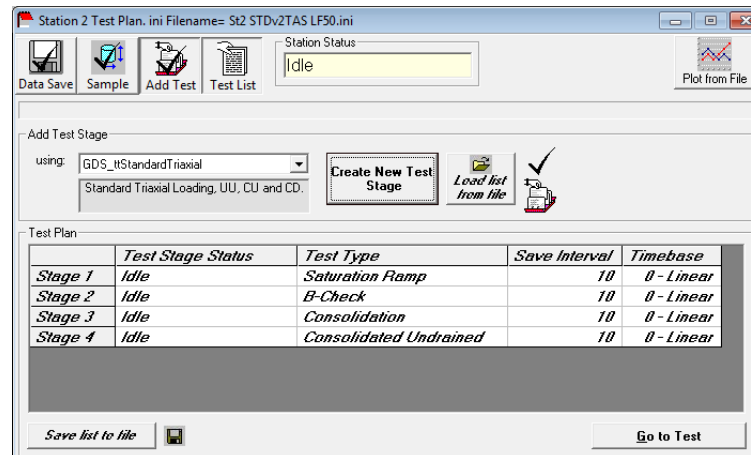 Station 2 Test Plan. ini Filename= St2 STDv2TAS LF50.ini
Station Status
Idle
Data Save
Sample
Add Test
Test List
Plot from File
Add Test Stage
using:
GDS_ttStandardTriaxial
Standard Triaxial Loading, UU, CU and CD.
Create New Test
Stage
Load list
from file
Test Plan
Test Stage Status Test Type Save Interval Timebase
Stage 1 Idle Saturation Ramp 10 0 - Linear
Stage 2 Idle B-Check 10 0 - Linear
Stage 3 Idle Consolidation 10 0 - Linear
Stage 4 Idle Consolidated Undrained 10 0 - Linear
Save list to file
Go to Test